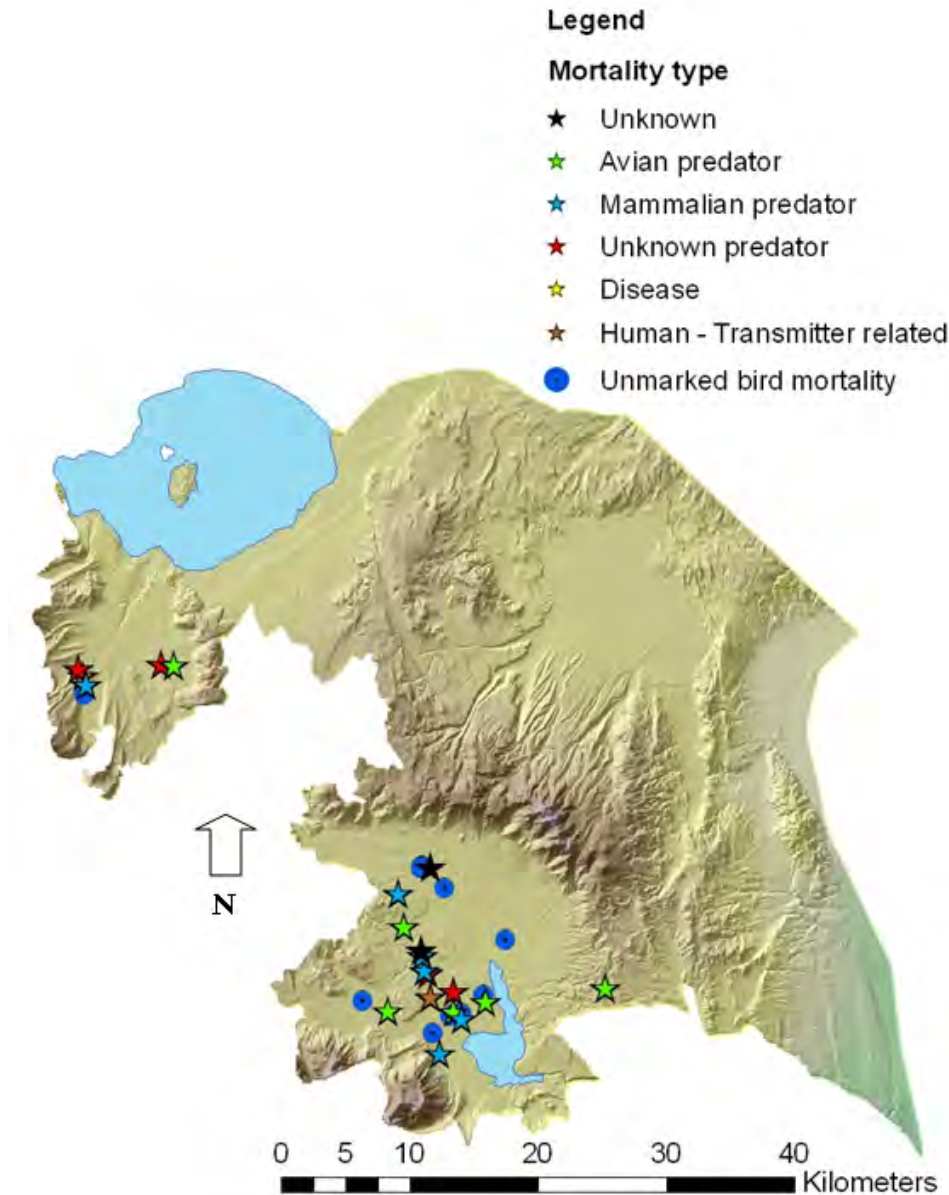 Legend
Mortality type
Unknown
Avian predator
Mammalian predator
Unknown predator
Disease
Human - Transmitter related
Unmarked bird mortality
N
0 5 10 20 30 40
Kilometers